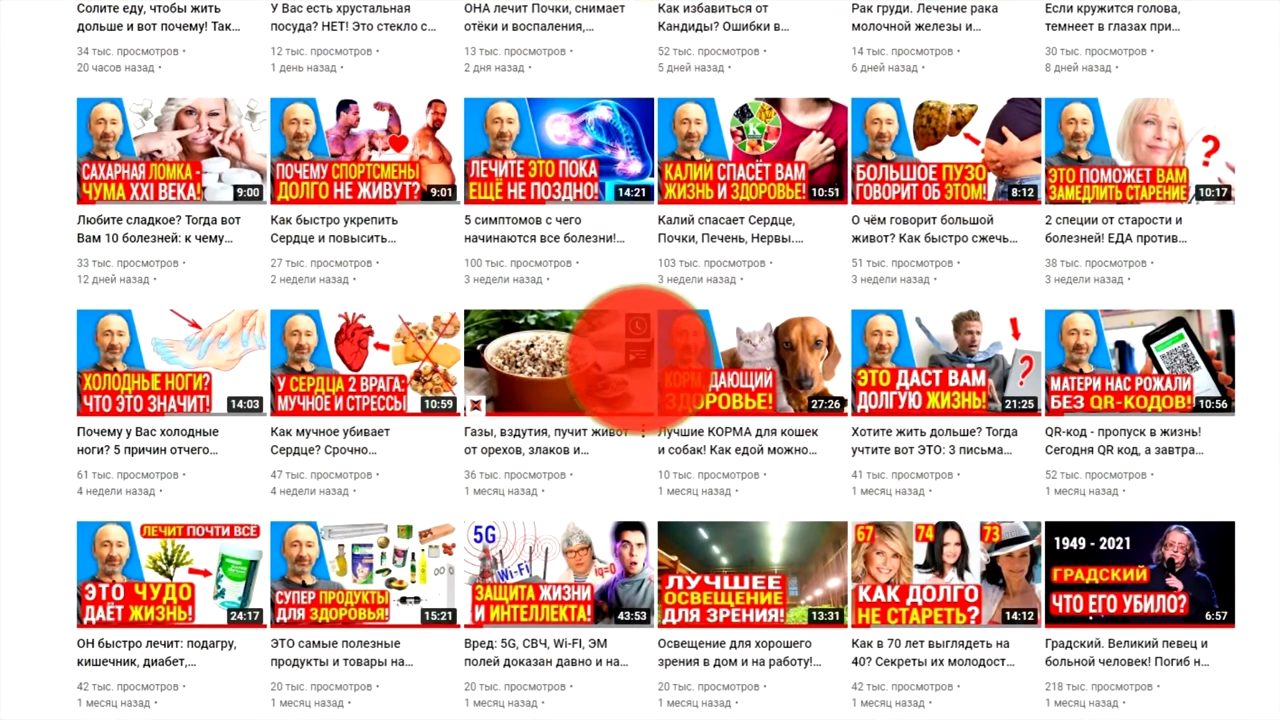 Солите еду, чтобы жить
дольше и вот почему! Так...
34 тыс. просмотров •
20 часов назад •
У Вас есть хрустальная
посуда? НЕТ! Это стекло с...
12 тыс. просмотров •
1 день назад •
ОНА лечит Почки, снимает
отёки и воспаления,...
13 тыс. просмотров •
2 дня назад •
Как избавиться от
Кандиды? Ошибки в...
52 тыс. просмотров •
5 дней назад •
Рак груди. Лечение рака
молочной железы и...
14 тыс. просмотров •
6 дней назад •
Если кружится голова,
темнеет в глазах при...
30 тыс. просмотров •
8 дней назад •
САХАРНАЯ ЛОМКА -
ЧУМА XXI ВЕКА!
9:00
Любите сладкое? Тогда вот
Вам 10 болезней: к чему...
33 тыс. просмотров •
12 дней назад •
ПОЧЕМУ СПОРТСМЕНЫ
ДОЛГО НЕ ЖИВУТ?
9:01
Как быстро укрепить
Сердце и повысить...
27 тыс. просмотров •
2 недели назад •
ЛЕЧИТЕ ЭТО ПОКА
ЕЩЁ НЕ ПОЗДНО!
14:21
5 симптомов с чего
начинаются все болезни!...
100 тыс. просмотров •
3 недели назад •
K
КАЛИЙ СПАСЁТ ВАМ
ЖИЗНЬ И ЗДОРОВЬЕ!
10:51
Калий спасает Сердце,
Почки, Печень, Нервы....
103 тыс. просмотров •
3 недели назад •
БОЛЬШОЕ ПУЗО
ГОВОРИТ ОБ ЭТОМ!
8:12
О чём говорит большой
живот? Как быстро сжечь...
51 тыс. просмотров •
3 недели назад •
?
ЭТО ПОМОЖЕТ ВАМ
ЗАМЕДЛИТЬ СТАРЕНИЕ
10:17
2 специи от старости и
болезней! ЕДА против...
38 тыс. просмотров •
3 недели назад •
ХОЛОДНЫЕ НОГИ?
ЧТО ЭТО ЗНАЧИТ!
14:03
Почему у Вас холодные
ноги? 5 причин отчего...
61 тыс. просмотров •
4 недели назад •
У СЕРДЦА 2 ВРАГА:
МУЧНОЕ И СТРЕССЫ
10:59
Как мучное убивает
Сердце? Срочно...
47 тыс. просмотров •
4 недели назад •
Газы, вздутия, пучит живот
от орехов, злаков и...
36 тыс. просмотров •
1 месяц назад •
КОРМ, ДАЮЩИЙ
ЗДОРОВЬЕ!
27:26
Лучшие КОРМА для кошек
и собак! Как едой можно...
10 тыс. просмотров •
1 месяц назад •
?
ЭТО ДАСТ ВАМ
ДОЛГУЮ ЖИЗНЬ!
21:25
Хотите жить дольше? Тогда
учтите вот ЭТО: 3 письма...
41 тыс. просмотров •
1 месяц назад •
МАТЕРИ НАС РОЖАЛИ
БЕЗ QR-КОДОВ!
10:56
QR-код - пропуск в жизнь!
Сегодня QR код, а завтра...
52 тыс. просмотров •
1 месяц назад •
ЛЕЧИТ ПОЧТИ ВСЕ
ЭТО ЧУДО
ДАЁТ ЖИЗНЬ!
24:17
ОН быстро лечит: подагру,
кишечник, диабет,...
42 тыс. просмотров •
1 месяц назад •
СУПЕР ПРОДУКТЫ
ДЛЯ ЗДОРОВЬЯ!
15:21
ЭТО самые полезные
продукты и товары на...
20 тыс. просмотров •
1 месяц назад •
5G
Wi-Fi
iq=0
ЗАЩИТА ЖИЗНИ
И ИНТЕЛЛЕКТА!
43:53
Вред: 5G, СВЧ, Wi-FI, ЭМ
полей доказан давно и на...
20 тыс. просмотров •
1 месяц назад •
ЛУЧШЕЕ
ОСВЕЩЕНИЕ
ДЛЯ ЗРЕНИЯ!
13:31
Освещение для хорошего
зрения в дом и на работу!...
20 тыс. просмотров •
1 месяц назад •
67 74 73
КАК ДОЛГО
НЕ СТАРЕТЬ?
14:12
Как в 70 лет выглядеть на
40? Секреты их молодост...
42 тыс. просмотров •
1 месяц назад •
1949 - 2021
ГРАДСКИЙ
ЧТО ЕГО УБИЛО?
6:57
Градский. Великий певец и
больной человек! Погиб н...
218 тыс. просмотров •
1 месяц назад •